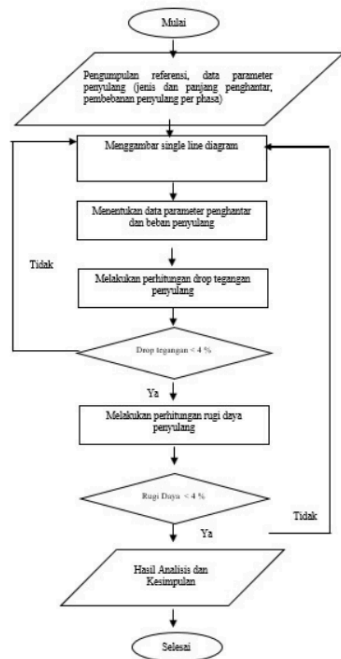 Mulai
Pengumpulan referensi, data parameter
penyulang (jenis dan panjang penghantar,
pembebanan penyulang per phasa)
Menggambar single line diagram
Menentukan data parameter penghantar
dan beban penyulang
Tidak
Melakukan perhitungan drop tegangan
penyulang
Drop tegangan < 4 %
Ya
Melakukan perhitungan rugi daya
penyulang
Rugi Daya < 4 %
Tidak
Ya
Hasil Analisis dan
Kesimpulan
Selesai